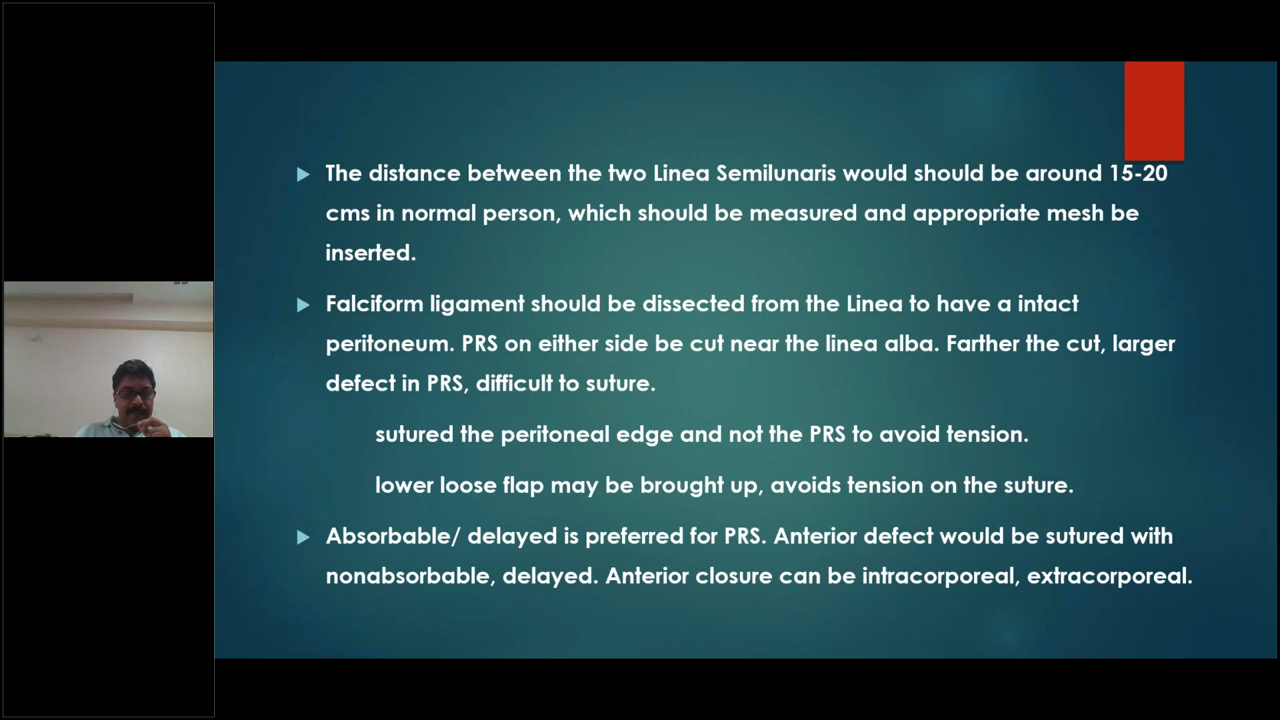 The distance between the two Linea Semilunaris would should be around 15-20
cms in normal person, which should be measured and appropriate mesh be
inserted.
Falciform ligament should be dissected from the Linea to have a intact
peritoneum. PRS on either side be cut near the linea alba. Farther the cut, larger
defect in PRS, difficult to suture.
sutured the peritoneal edge and not the PRS to avoid tension.
lower loose flap may be brought up, avoids tension on the suture.
Absorbable/ delayed is preferred for PRS. Anterior defect would be sutured with
nonabsorbable, delayed. Anterior closure can be intracorporeal, extracorporeal.